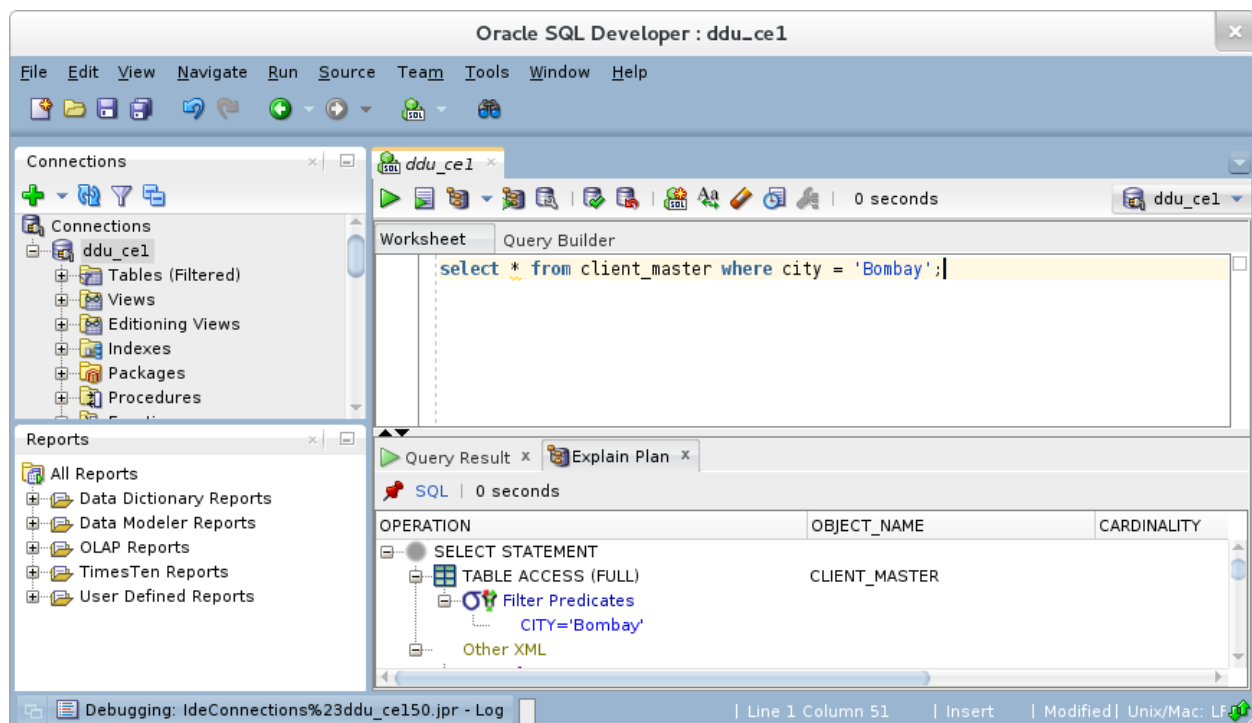 Oracle SQL Developer : ddu_ce1
File Edit View Navigate Run Source Team Tools Window Help
Connections
Connections
ddu_ce1
Tables (Filtered)
Views
Editioning Views
Indexes
Packages
Procedures
Reports
All Reports
Data Dictionary Reports
Data Modeler Reports
OLAP Reports
TimesTen Reports
User Defined Reports
ddu_ce1
0 seconds
ddu_ce1
Worksheet Query Builder
select * from client_master where city = 'Bombay';
Query Result x Explain Plan x
SQL | 0 seconds
OPERATION OBJECT_NAME CARDINALITY
SELECT STATEMENT
TABLE ACCESS (FULL) CLIENT_MASTER
Filter Predicates
CITY='Bombay'
Other XML
Debugging: IdeConnections%23ddu_ce150.jpr - Log | Line 1 Column 51 | Insert | Modified | Unix/Mac: LF